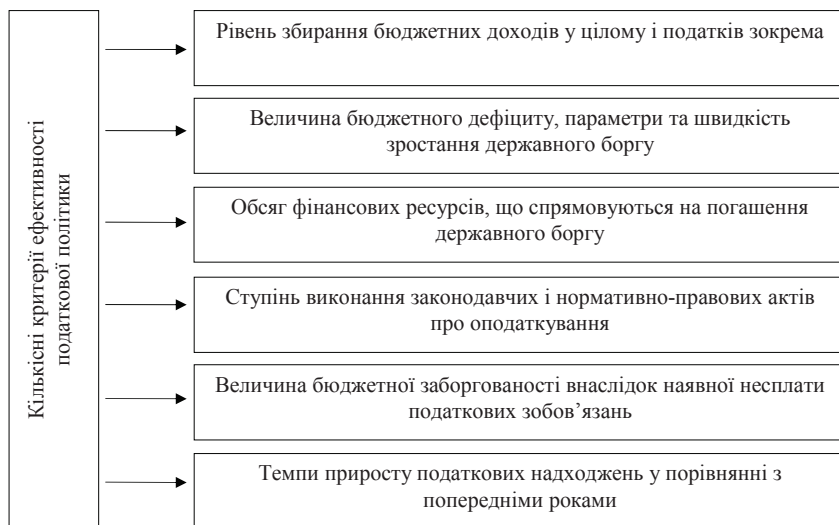 Кількісні критерії ефективності
податкової політики
Рівень збирання бюджетних доходів у цілому і податків зокрема
Величина бюджетного дефіциту, параметри та швидкість
зростання державного боргу
Обсяг фінансових ресурсів, що спрямовуються на погашення
державного боргу
Ступінь виконання законодавчих і нормативно-правових актів
про оподаткування
Величина бюджетної заборгованості внаслідок наявної несплати
податкових зобов’язань
Темпи приросту податкових надходжень у порівнянні з
попередніми роками